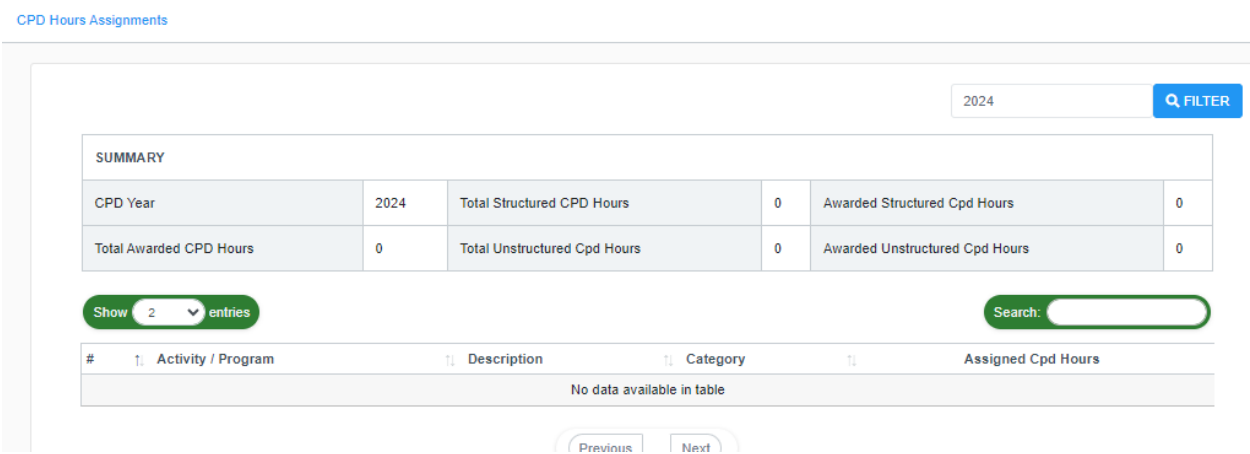 CPD Hours Assignments
2024 FILTER
SUMMARY
CPD Year 2024 Total Structured CPD Hours 0 Awarded Structured Cpd Hours 0
Total Awarded CPD Hours 0 Total Unstructured Cpd Hours 0 Awarded Unstructured Cpd Hours 0
Show 2 entries Search:
# Activity / Program Description Category Assigned Cpd Hours
No data available in table
Previous Next